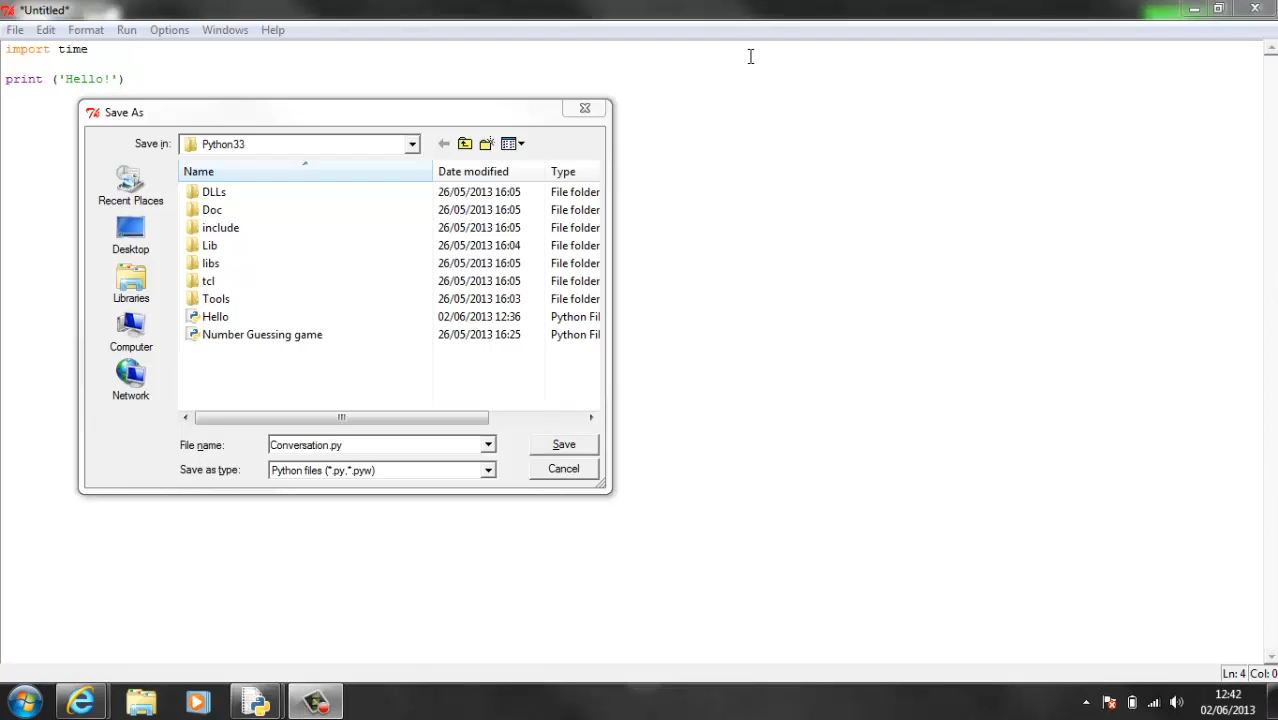 *Untitled*
File Edit Format Run Options Windows Help
import time
print ('Hello!')
Save As
Save in: Python33
Name Date modified Type
Recent Places
Desktop
Libraries
Computer
Network
DLLs 26/05/2013 16:05 File folder
Doc 26/05/2013 16:05 File folder
include 26/05/2013 16:05 File folder
Lib 26/05/2013 16:04 File folder
libs 26/05/2013 16:05 File folder
tcl 26/05/2013 16:05 File folder
Tools 26/05/2013 16:03 File folder
Hello 02/06/2013 12:36 Python Fil
Number Guessing game 26/05/2013 16:25 Python Fil
File name: Conversation.py Save
Save as type: Python files (*.py,*.pyw) Cancel
Ln: 4 Col: 0
12:42
02/06/2013